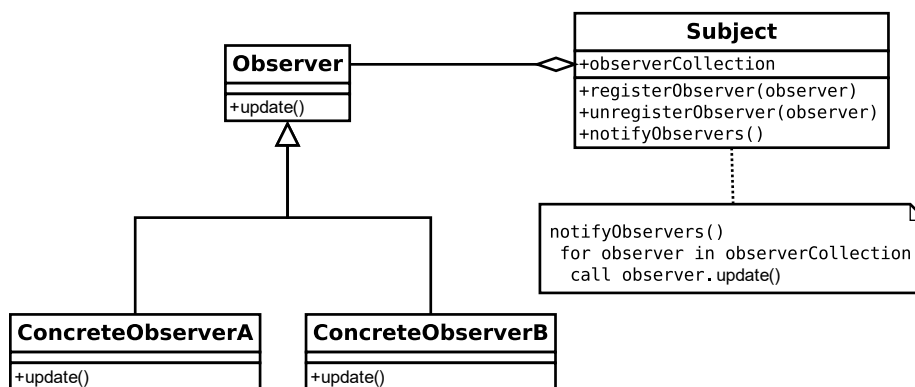 Subject
+observerCollection
+registerObserver(observer)
+unregisterObserver(observer)
+notifyObservers()
Observer
+update()
notifyObservers()
for observer in observerCollection
call observer.update()
ConcreteObserverA
+update()
ConcreteObserverB
+update()